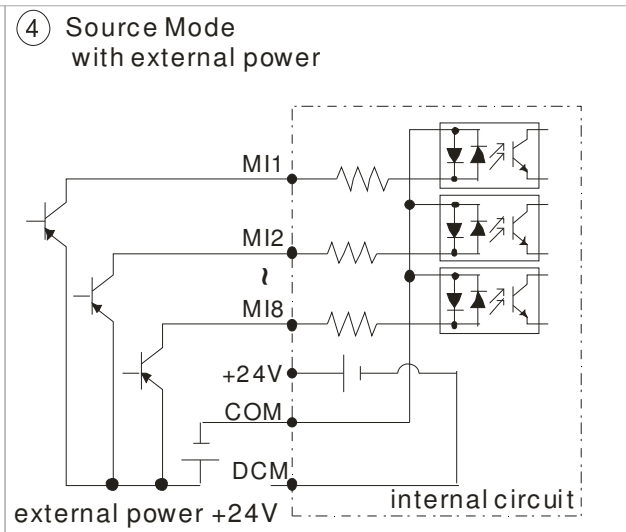 4 Source Mode
with external power
MI1
MI2
~
MI8
+24V
COM
DCM
internal circuit
external power +24V